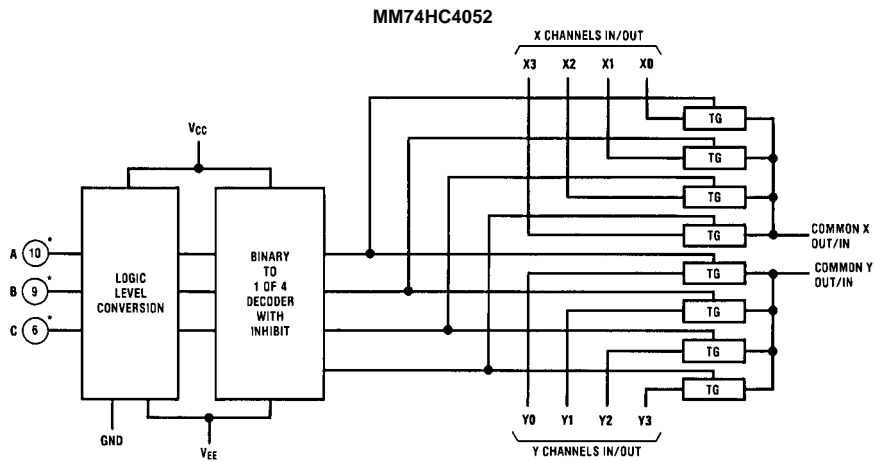 MM74HC4052
X CHANNELS IN/OUT
X3 X2 X1 X0
TG
TG
TG
TG
TG
TG
TG
TG
VCC
A 10 *
B 9 *
C 6 *
LOGIC
LEVEL
CONVERSION
BINARY
TO
1 OF 4
DECODER
WITH
INHIBIT
COMMON X
OUT/IN
COMMON Y
OUT/IN
GND
VEE
Y0 Y1 Y2 Y3
Y CHANNELS IN/OUT